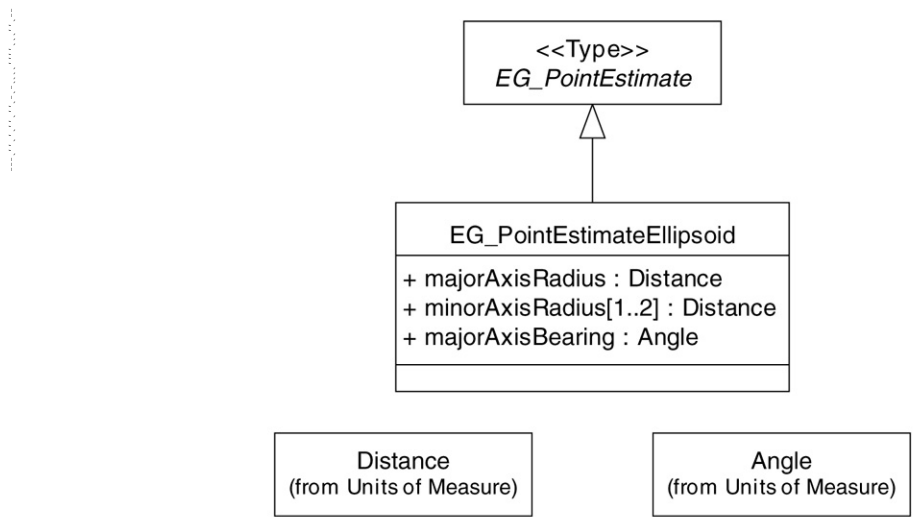 <<Type>>
EG_PointEstimate
EG_PointEstimateEllipsoid
+ majorAxisRadius : Distance
+ minorAxisRadius[1..2] : Distance
+ majorAxisBearing : Angle
Distance
(from Units of Measure)
Angle
(from Units of Measure)